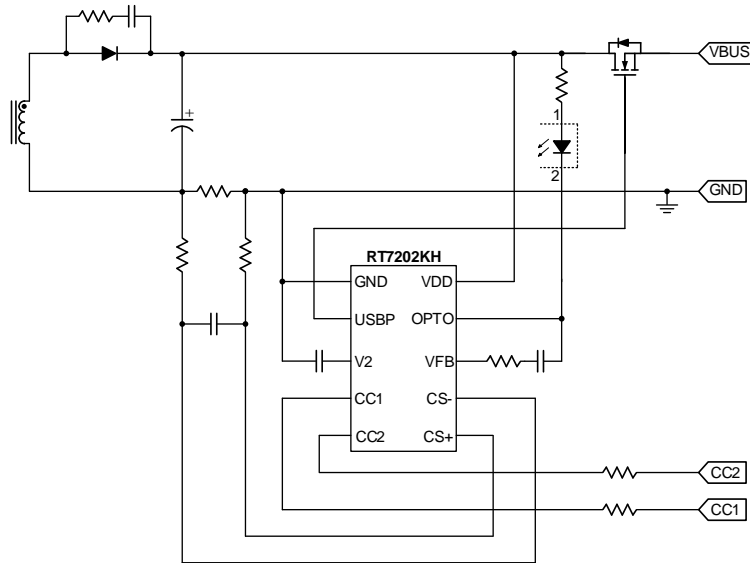 VBUS
+
1
2
GND
RT7202KH
GND VDD
USBP OPTO
V2 VFB
CC1 CS-
CC2 CS+
CC2
CC1